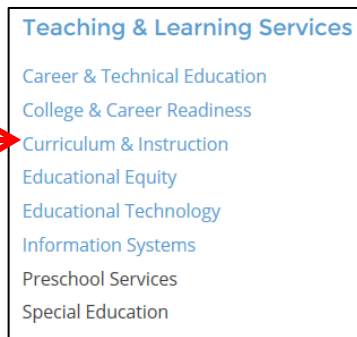 Teaching & Learning Services
Career & Technical Education
College & Career Readiness
Curriculum & Instruction
Educational Equity
Educational Technology
Information Systems
Preschool Services
Special Education